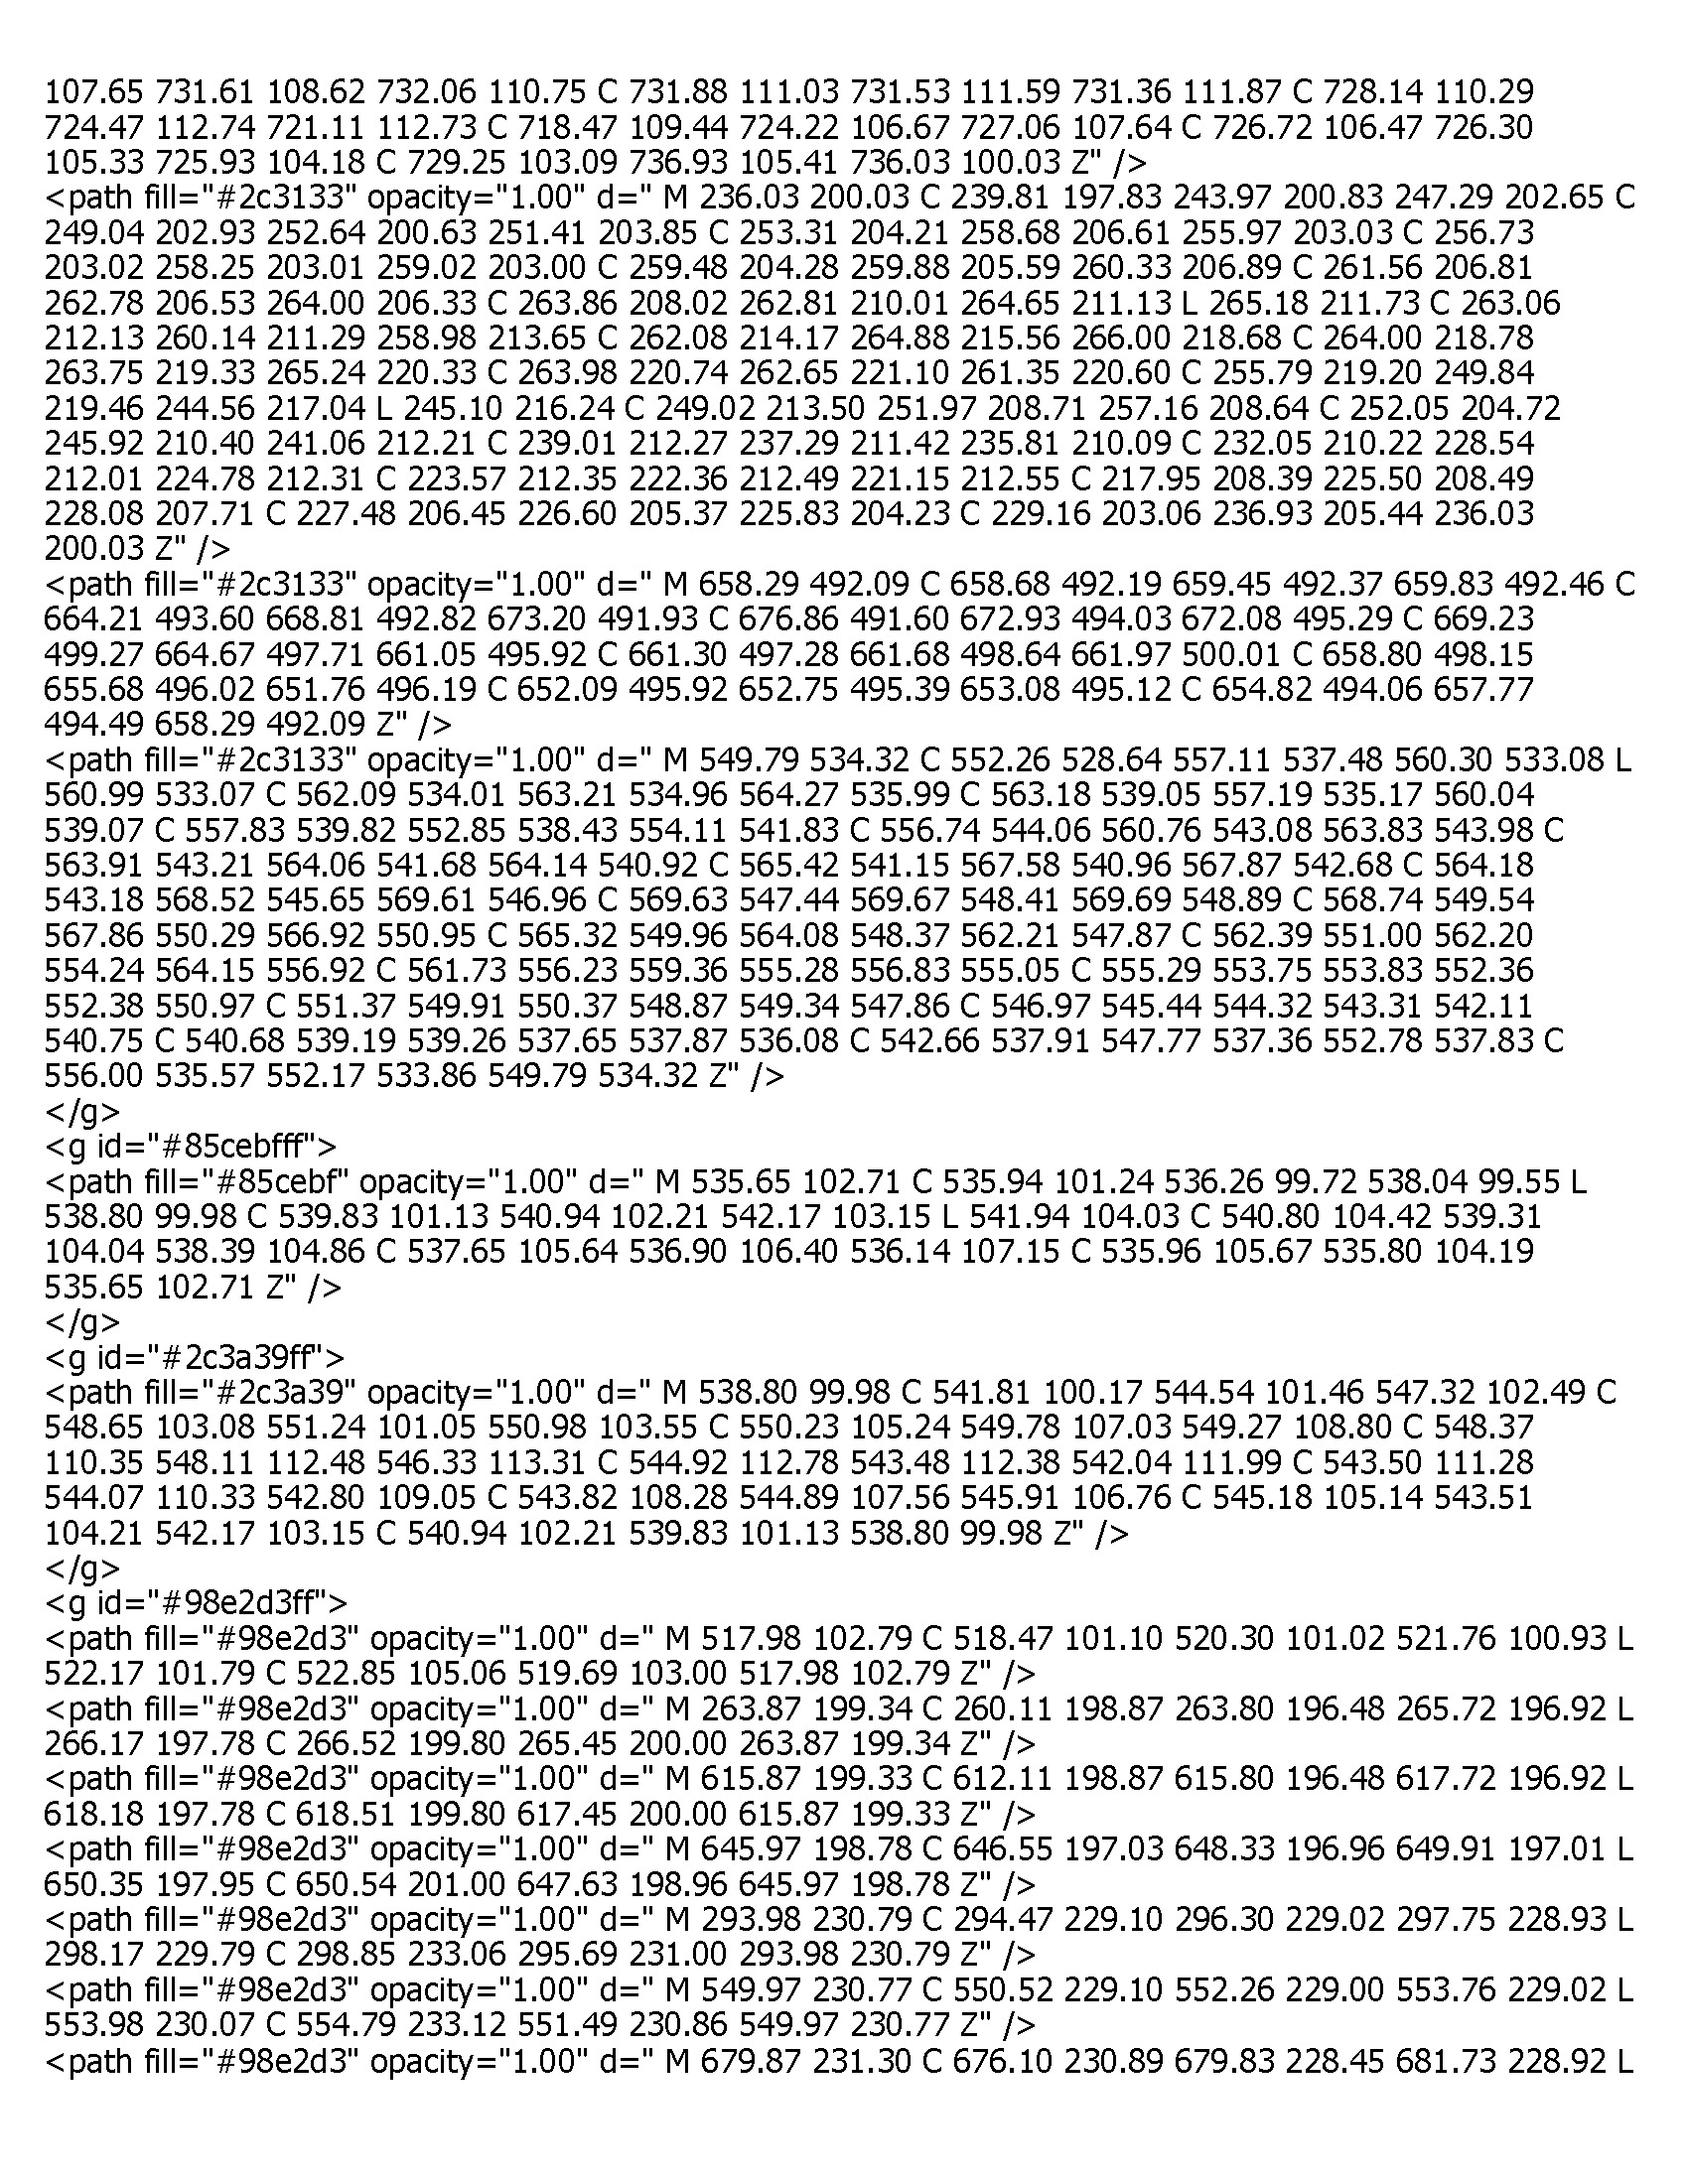 107.65 731.61 108.62 732.06 110.75 C 731.88 111.03 731.53 111.59 731.36 111.87 C 728.14 110.29
724.47 112.74 721.11 112.73 C 718.47 109.44 724.22 106.67 727.06 107.64 C 726.72 106.47 726.30
105.33 725.93 104.18 C 729.25 103.09 736.93 105.41 736.03 100.03 Z" />
<path fill="#2c3133" opacity="1.00" d=" M 236.03 200.03 C 239.81 197.83 243.97 200.83 247.29 202.65 C
249.04 202.93 252.64 200.63 251.41 203.85 C 253.31 204.21 258.68 206.61 255.97 203.03 C 256.73
203.02 258.25 203.01 259.02 203.00 C 259.48 204.28 259.88 205.59 260.33 206.89 C 261.56 206.81
262.78 206.53 264.00 206.33 C 263.86 208.02 262.81 210.01 264.65 211.13 L 265.18 211.73 C 263.06
212.13 260.14 211.29 258.98 213.65 C 262.08 214.17 264.88 215.56 266.00 218.68 C 264.00 218.78
263.75 219.33 265.24 220.33 C 263.98 220.74 262.65 221.10 261.35 220.60 C 255.79 219.20 249.84
219.46 244.56 217.04 L 245.10 216.24 C 249.02 213.50 251.97 208.71 257.16 208.64 C 252.05 204.72
245.92 210.40 241.06 212.21 C 239.01 212.27 237.29 211.42 235.81 210.09 C 232.05 210.22 228.54
212.01 224.78 212.31 C 223.57 212.35 222.36 212.49 221.15 212.55 C 217.95 208.39 225.50 208.49
228.08 207.71 C 227.48 206.45 226.60 205.37 225.83 204.23 C 229.16 203.06 236.93 205.44 236.03
200.03 Z" />
<path fill="#2c3133" opacity="1.00" d=" M 658.29 492.09 C 658.68 492.19 659.45 492.37 659.83 492.46 C
664.21 493.60 668.81 492.82 673.20 491.93 C 676.86 491.60 672.93 494.03 672.08 495.29 C 669.23
499.27 664.67 497.71 661.05 495.92 C 661.30 497.28 661.68 498.64 661.97 500.01 C 658.80 498.15
655.68 496.02 651.76 496.19 C 652.09 495.92 652.75 495.39 653.08 495.12 C 654.82 494.06 657.77
494.49 658.29 492.09 Z" />
<path fill="#2c3133" opacity="1.00" d=" M 549.79 534.32 C 552.26 528.64 557.11 537.48 560.30 533.08 L
560.99 533.07 C 562.09 534.01 563.21 534.96 564.27 535.99 C 563.18 539.05 557.19 535.17 560.04
539.07 C 557.83 539.82 552.85 538.43 554.11 541.83 C 556.74 544.06 560.76 543.08 563.83 543.98 C
563.91 543.21 564.06 541.68 564.14 540.92 C 565.42 541.15 567.58 540.96 567.87 542.68 C 564.18
543.18 568.52 545.65 569.61 546.96 C 569.63 547.44 569.67 548.41 569.69 548.89 C 568.74 549.54
567.86 550.29 566.92 550.95 C 565.32 549.96 564.08 548.37 562.21 547.87 C 562.39 551.00 562.20
554.24 564.15 556.92 C 561.73 556.23 559.36 555.28 556.83 555.05 C 555.29 553.75 553.83 552.36
552.38 550.97 C 551.37 549.91 550.37 548.87 549.34 547.86 C 546.97 545.44 544.32 543.31 542.11
540.75 C 540.68 539.19 539.26 537.65 537.87 536.08 C 542.66 537.91 547.77 537.36 552.78 537.83 C
556.00 535.57 552.17 533.86 549.79 534.32 Z" />
</g>
<g id="#85cebfff">
<path fill="#85cebf" opacity="1.00" d=" M 535.65 102.71 C 535.94 101.24 536.26 99.72 538.04 99.55 L
538.80 99.98 C 539.83 101.13 540.94 102.21 542.17 103.15 L 541.94 104.03 C 540.80 104.42 539.31
104.04 538.39 104.86 C 537.65 105.64 536.90 106.40 536.14 107.15 C 535.96 105.67 535.80 104.19
535.65 102.71 Z" />
</g>
<g id="#2c3a39ff">
<path fill="#2c3a39" opacity="1.00" d=" M 538.80 99.98 C 541.81 100.17 544.54 101.46 547.32 102.49 C
548.65 103.08 551.24 101.05 550.98 103.55 C 550.23 105.24 549.78 107.03 549.27 108.80 C 548.37
110.35 548.11 112.48 546.33 113.31 C 544.92 112.78 543.48 112.38 542.04 111.99 C 543.50 111.28
544.07 110.33 542.80 109.05 C 543.82 108.28 544.89 107.56 545.91 106.76 C 545.18 105.14 543.51
104.21 542.17 103.15 C 540.94 102.21 539.83 101.13 538.80 99.98 Z" />
</g>
<g id="#98e2d3ff">
<path fill="#98e2d3" opacity="1.00" d=" M 517.98 102.79 C 518.47 101.10 520.30 101.02 521.76 100.93 L
522.17 101.79 C 522.85 105.06 519.69 103.00 517.98 102.79 Z" />
<path fill="#98e2d3" opacity="1.00" d=" M 263.87 199.34 C 260.11 198.87 263.80 196.48 265.72 196.92 L
266.17 197.78 C 266.52 199.80 265.45 200.00 263.87 199.34 Z" />
<path fill="#98e2d3" opacity="1.00" d=" M 615.87 199.33 C 612.11 198.87 615.80 196.48 617.72 196.92 L
618.18 197.78 C 618.51 199.80 617.45 200.00 615.87 199.33 Z" />
<path fill="#98e2d3" opacity="1.00" d=" M 645.97 198.78 C 646.55 197.03 648.33 196.96 649.91 197.01 L
650.35 197.95 C 650.54 201.00 647.63 198.96 645.97 198.78 Z" />
<path fill="#98e2d3" opacity="1.00" d=" M 293.98 230.79 C 294.47 229.10 296.30 229.02 297.75 228.93 L
298.17 229.79 C 298.85 233.06 295.69 231.00 293.98 230.79 Z" />
<path fill="#98e2d3" opacity="1.00" d=" M 549.97 230.77 C 550.52 229.10 552.26 229.00 553.76 229.02 L
553.98 230.07 C 554.79 233.12 551.49 230.86 549.97 230.77 Z" />
<path fill="#98e2d3" opacity="1.00" d=" M 679.87 231.30 C 676.10 230.89 679.83 228.45 681.73 228.92 L